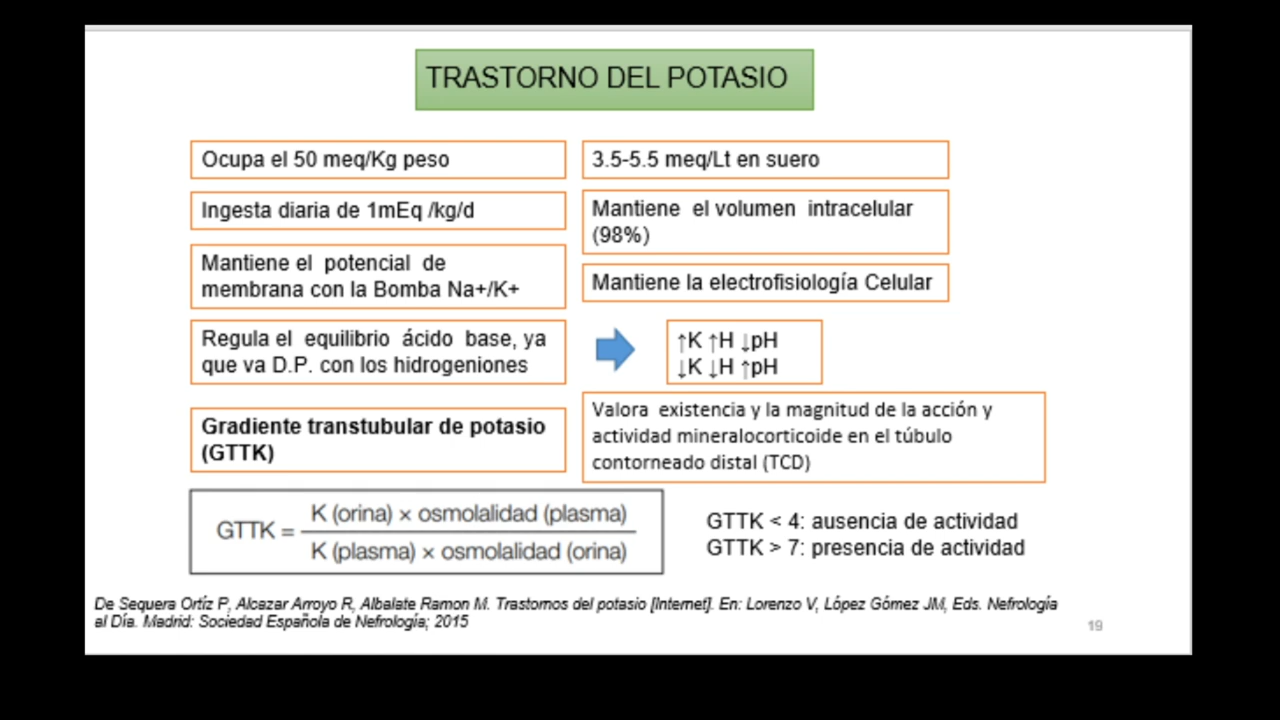 TRASTORNO DEL POTASIO
Ocupa el 50 meq/Kg peso
3.5-5.5 meq/Lt en suero
Ingesta diaria de 1mEq /kg/d
Mantiene el volumen intracelular
(98%)
Mantiene el potencial de
membrana con la Bomba Na+/K+
Mantiene la electrofisiología Celular
Regula el equilibrio ácido base, ya
que va D.P. con los hidrogeniones
↑K ↑H ↓pH
↓K ↓H ↑pH
Gradiente transtubular de potasio
(GTTK)
Valora existencia y la magnitud de la acción y
actividad mineralocorticoide en el túbulo
contorneado distal (TCD)
GTTK =
K (orina) × osmolalidad (plasma)
K (plasma) × osmolalidad (orina)
GTTK < 4: ausencia de actividad
GTTK > 7: presencia de actividad
De Sequera Ortíz P, Alcazar Arroyo R, Albalate Ramon M. Trastornos del potasio [Internet]. En: Lorenzo V, López Gómez JM, Eds. Nefrología
al Día. Madrid: Sociedad Española de Nefrología; 2015
19